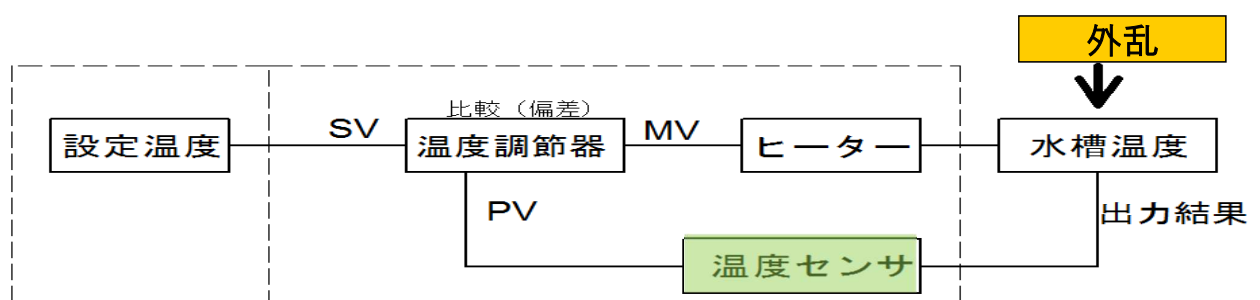 外乱
比較（偏差）
設定温度
SV
温度調節器
MV
ヒーター
水槽温度
PV
出力結果
温度センサ